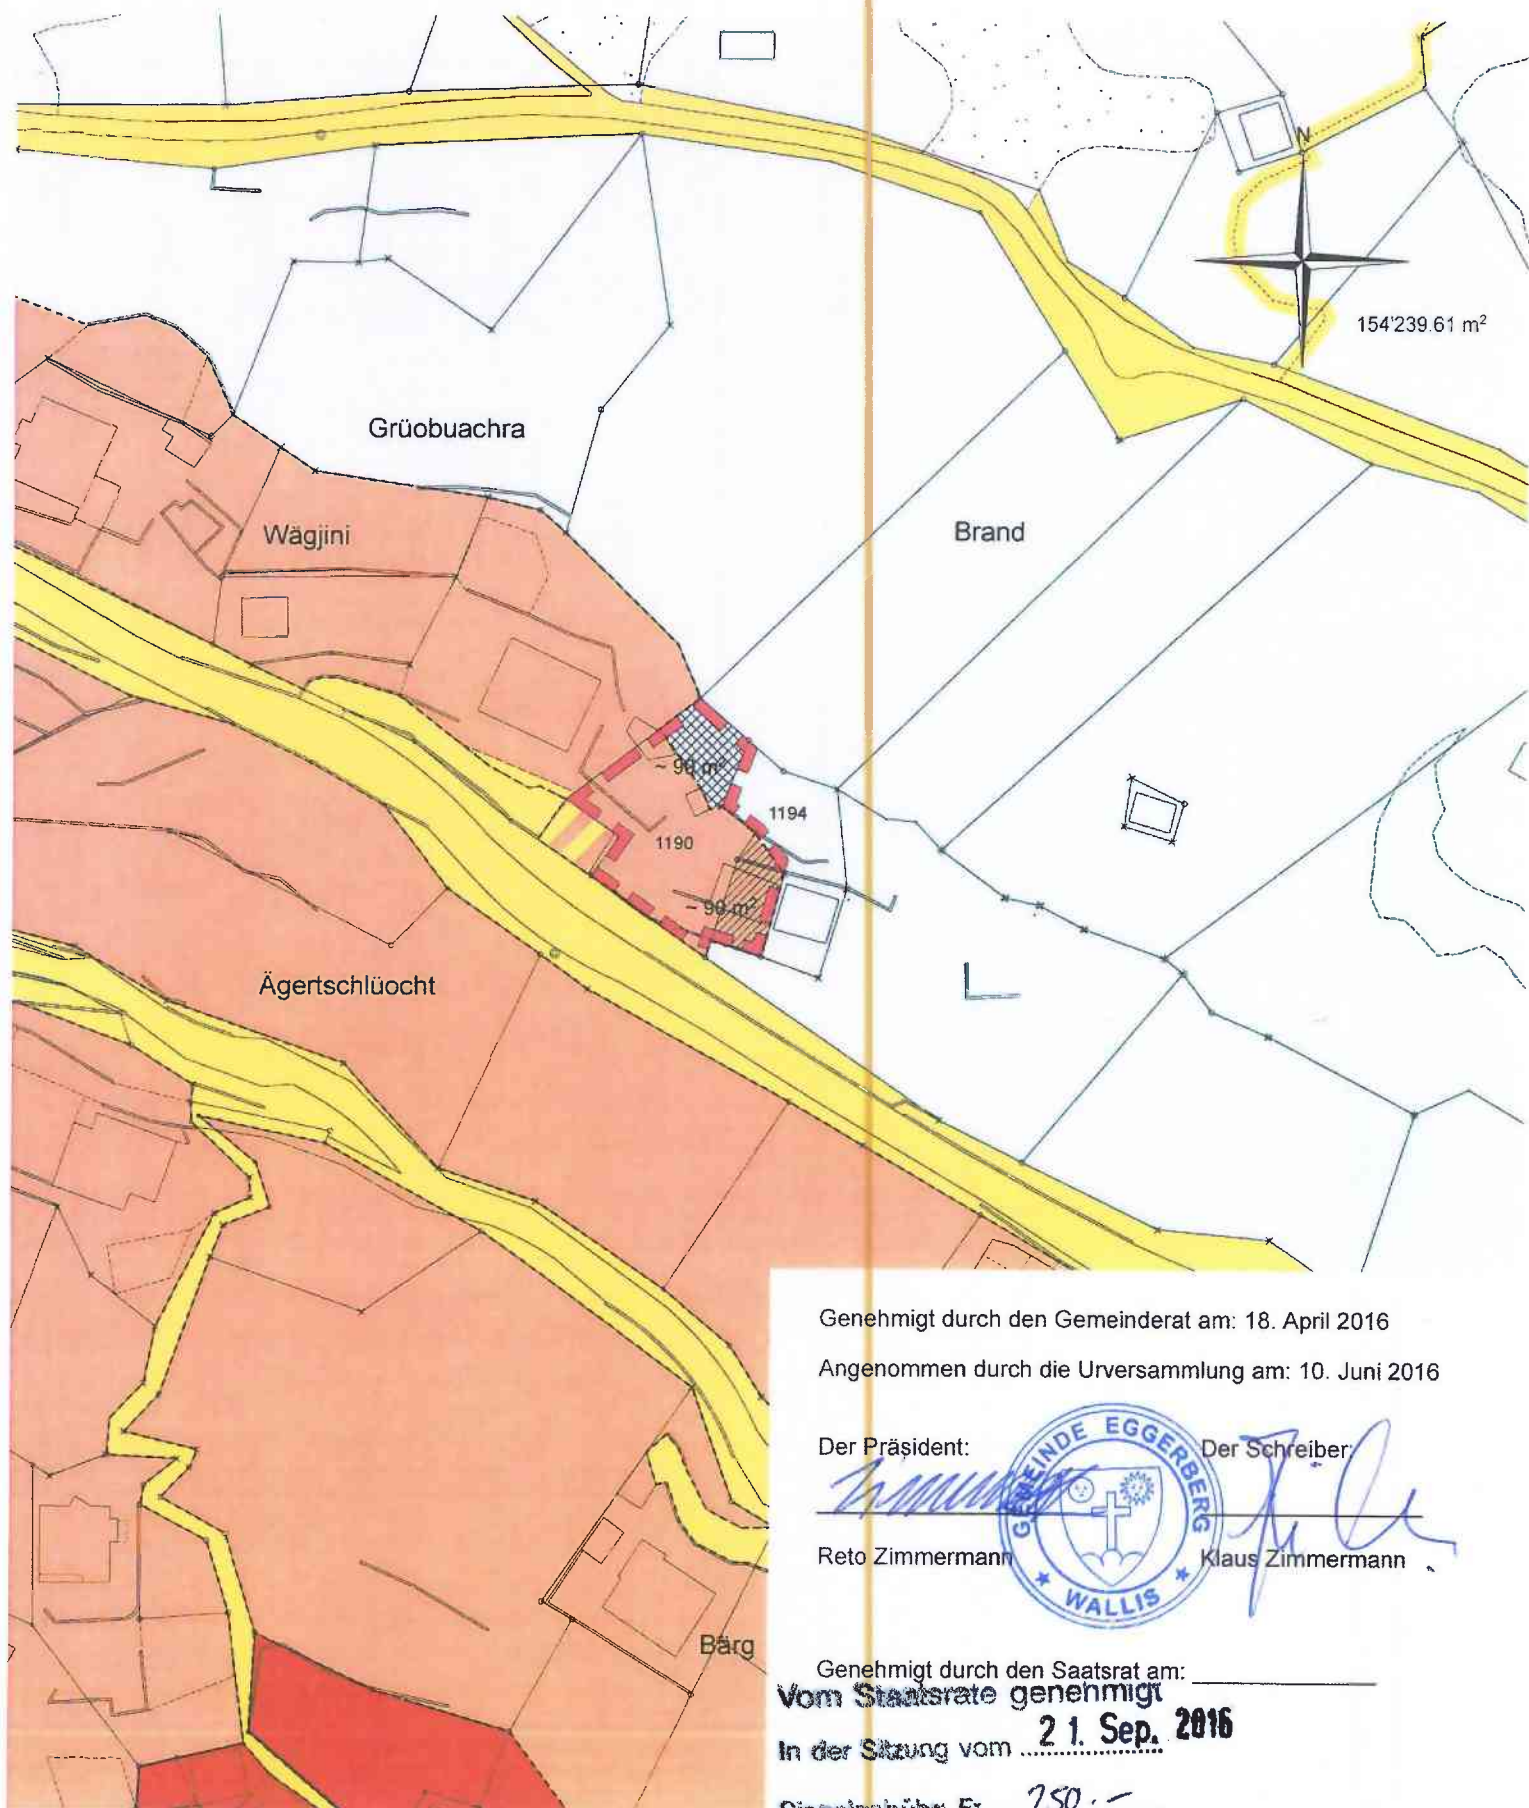 N
154'239.61 m²
Grüobuachra
Wägjini
Brand
~ 90 m²
1194
1190
~ 90 m²
Ägertschlüocht
Bärg
Genehmigt durch den Gemeinderat am: 18. April 2016
Angenommen durch die Urversammlung am: 10. Juni 2016
Der Präsident: Der Schreiber:
GEMEINDE EGGERBERG
★ WALLIS ★
Reto Zimmermann Klaus Zimmermann
Genehmigt durch den Saatsrat am:
Vom Staatsrate genehmigt
In der Sitzung vom 21. Sep. 2016
250.-